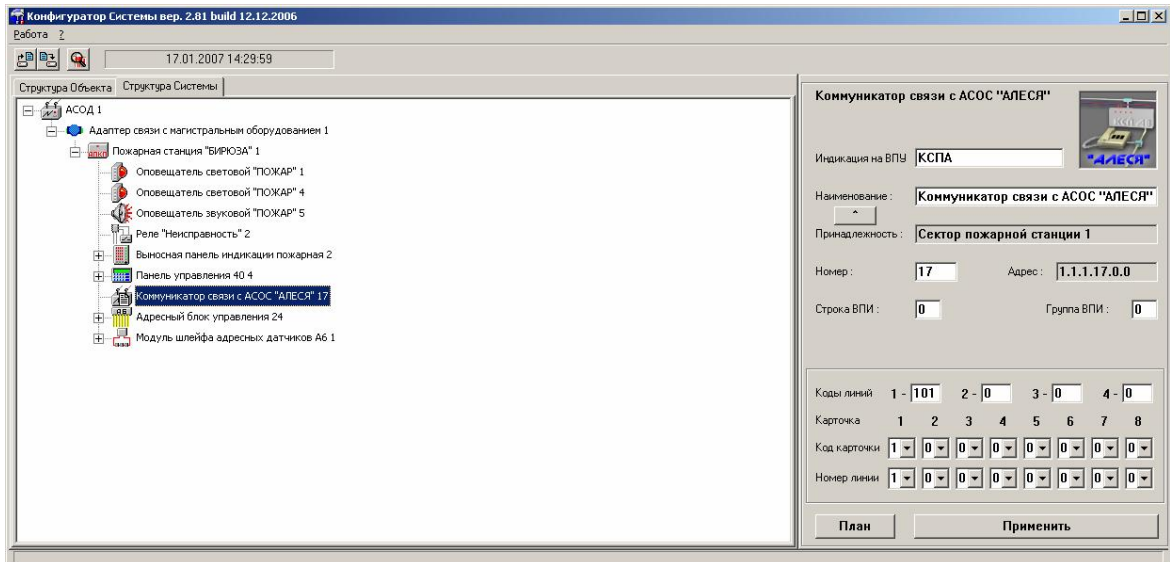 Конфигуратор Системы вер. 2.81 build 12.12.2006
Работа ?
17.01.2007 14:29:59
Структура Объекта Структура Системы
АСОД 1
Адаптер связи с магистральным оборудованием 1
Пожарная станция "БИРЮЗА" 1
Оповещатель световой "ПОЖАР" 1
Оповещатель световой "ПОЖАР" 4
Оповещатель звуковой "ПОЖАР" 5
Реле "Неисправность" 2
Выносная панель индикации пожарная 2
Панель управления 40 4
Коммуникатор связи с АСОС "АЛЕСЯ" 17
Адресный блок управления 24
Модуль шлейфа адресных датчиков А6 1
Коммуникатор связи с АСОС "АЛЕСЯ"
"АЛЕСЯ"
Индикация на ВПУ КСПА
Наименование : Коммуникатор связи с АСОС "АЛЕСЯ"
^
Принадлежность : Сектор пожарной станции 1
Номер : 17 Адрес : 1.1.1.17.0.0
Строка ВПИ : 0 Группа ВПИ : 0
Коды линий 1 - 101 2 - 0 3 - 0 4 - 0
Карточка 1 2 3 4 5 6 7 8
Код карточки 1 0 0 0 0 0 0 0
Номер линии 1 0 0 0 0 0 0 0
План Применить